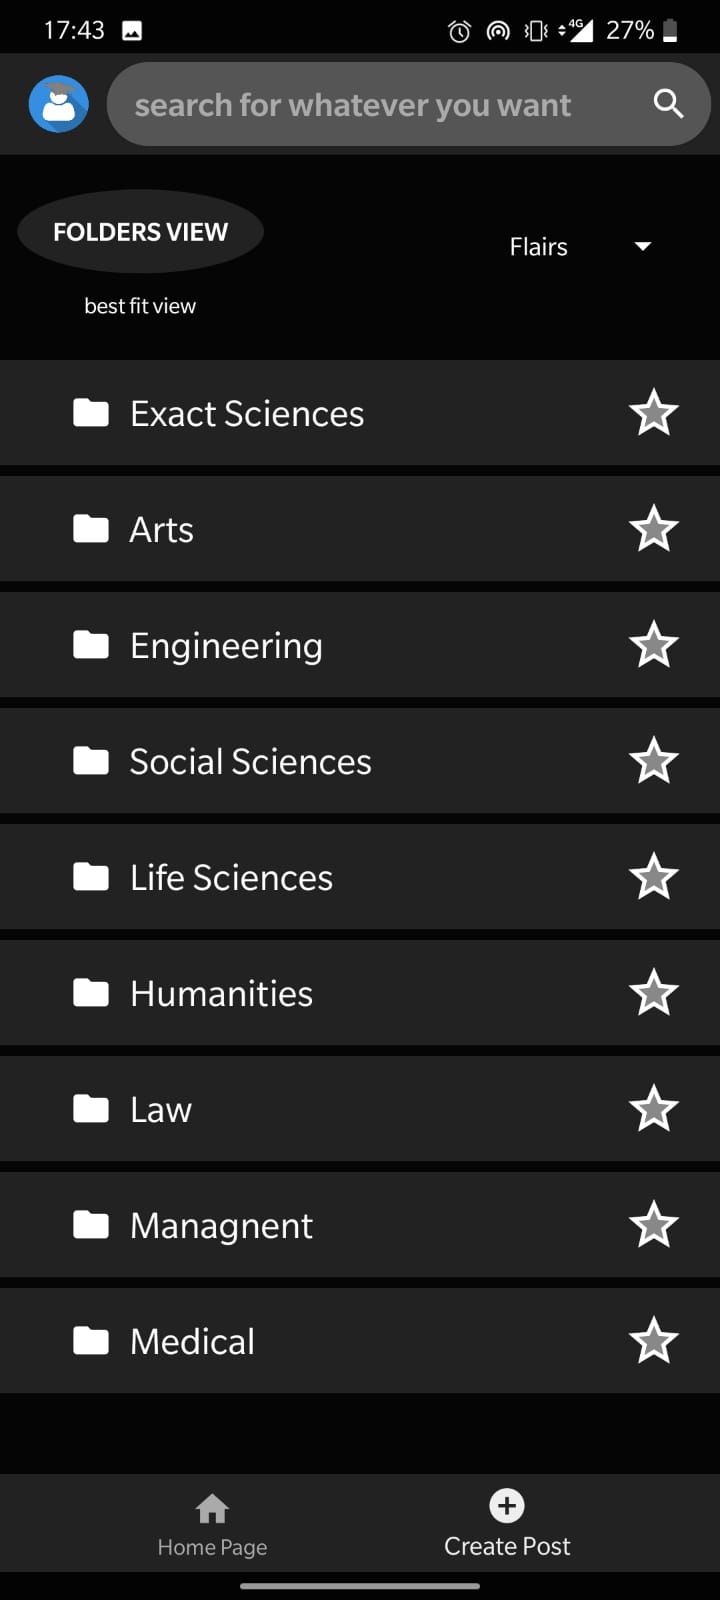 17:43
4G 27%
search for whatever you want
FOLDERS VIEW
Flairs
best fit view
Exact Sciences
Arts
Engineering
Social Sciences
Life Sciences
Humanities
Law
Managnent
Medical
Home Page
Create Post